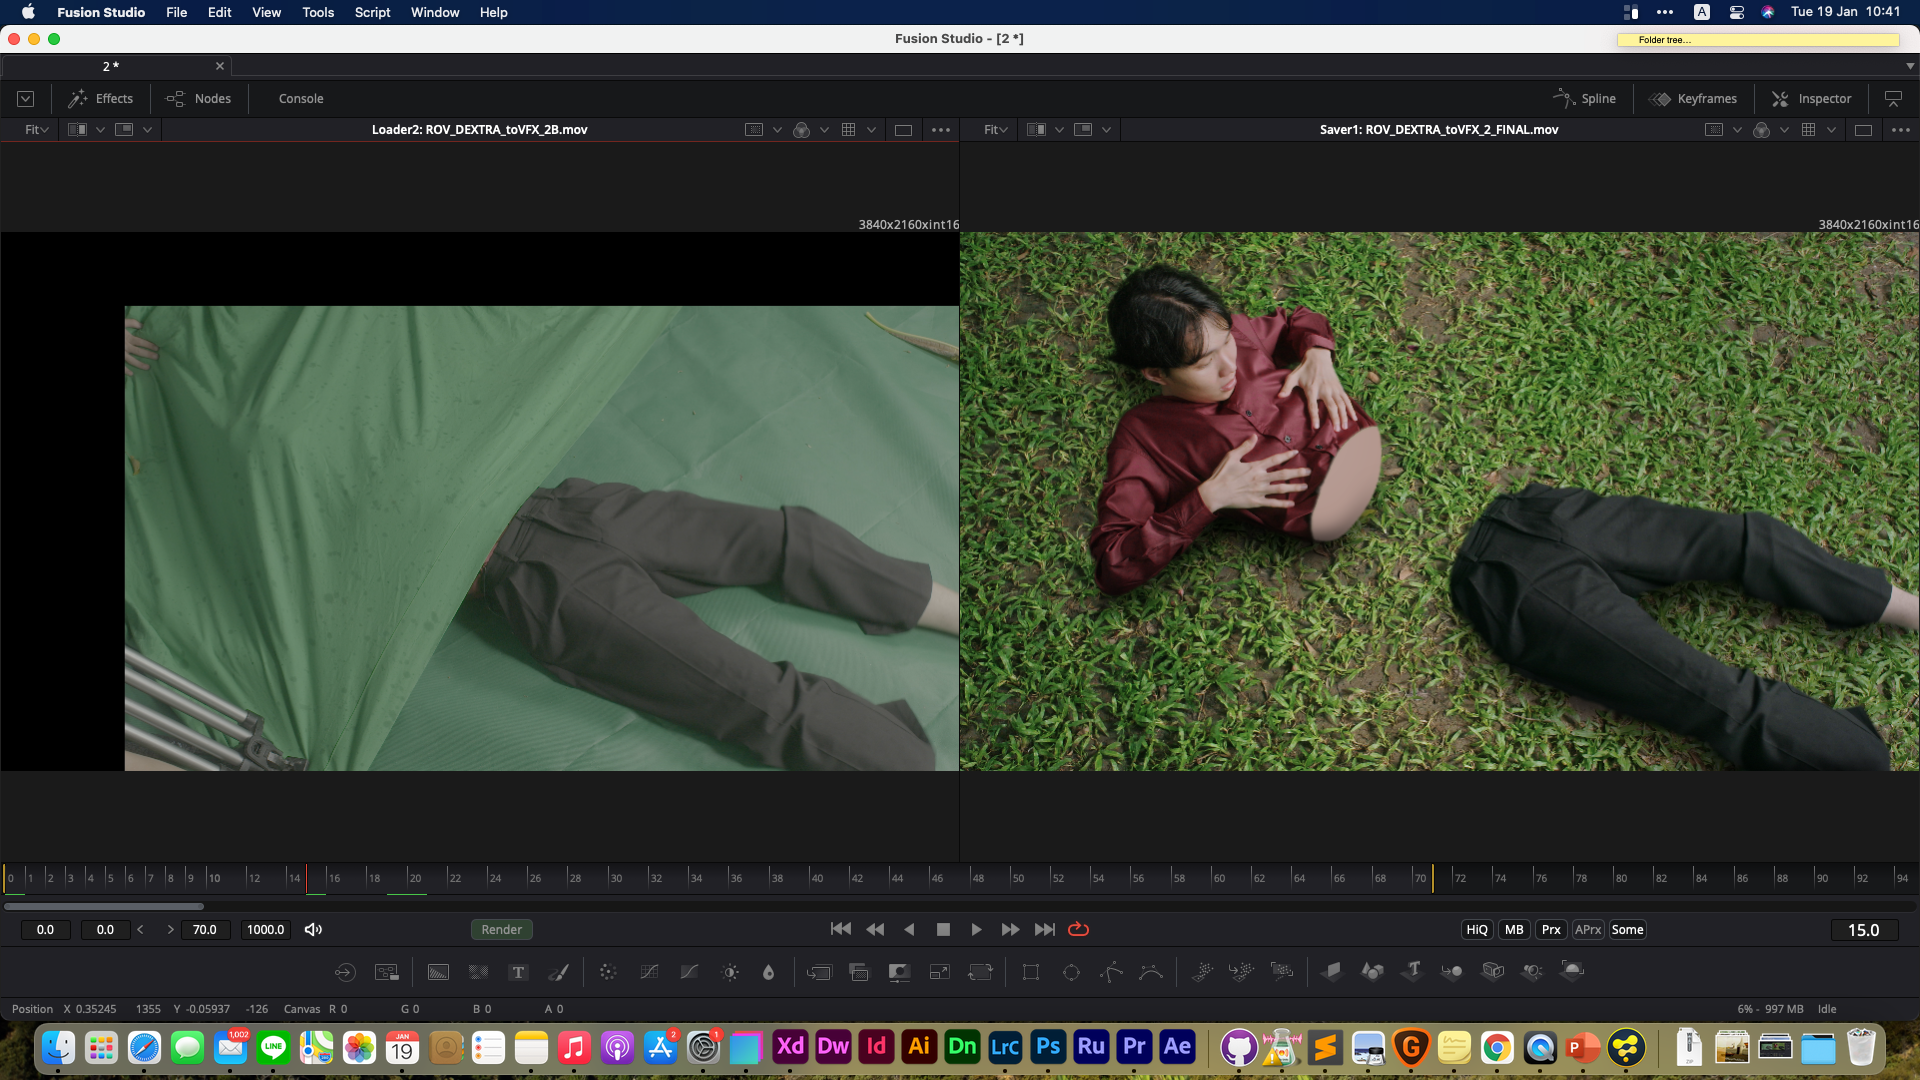 Fusion Studio File Edit View Tools Script Window Help A Tue 19 Jan 10:41
Fusion Studio - [2 *]
Folder tree...
2 *
Effects Nodes Console Spline Keyframes Inspector
Fit Loader2: ROV_DEXTRA_toVFX_2B.mov Fit Saver1: ROV_DEXTRA_toVFX_2_FINAL.mov
3840x2160xint16 3840x2160xint16
0 1 2 3 4 5 6 7 8 9 10 12 14 16 18 20 22 24 26 28 30 32 34 36 38 40 42 44 46 48 50 52 54 56 58 60 62 64 66 68 70 72 74 76 78 80 82 84 86 88 90 92 94
0.0 0.0 < > 70.0 1000.0 Render HiQ MB Prx APrx Some 15.0
T T
Position X 0.35245 1355 Y -0.05937 -126 Canvas R 0 G 0 B 0 A 0 6% - 997 MB Idle
1,002 LINE JAN 19 2 1 Xd Dw Id Ai Dn LrC Ps Ru Pr Ae G P ZIP